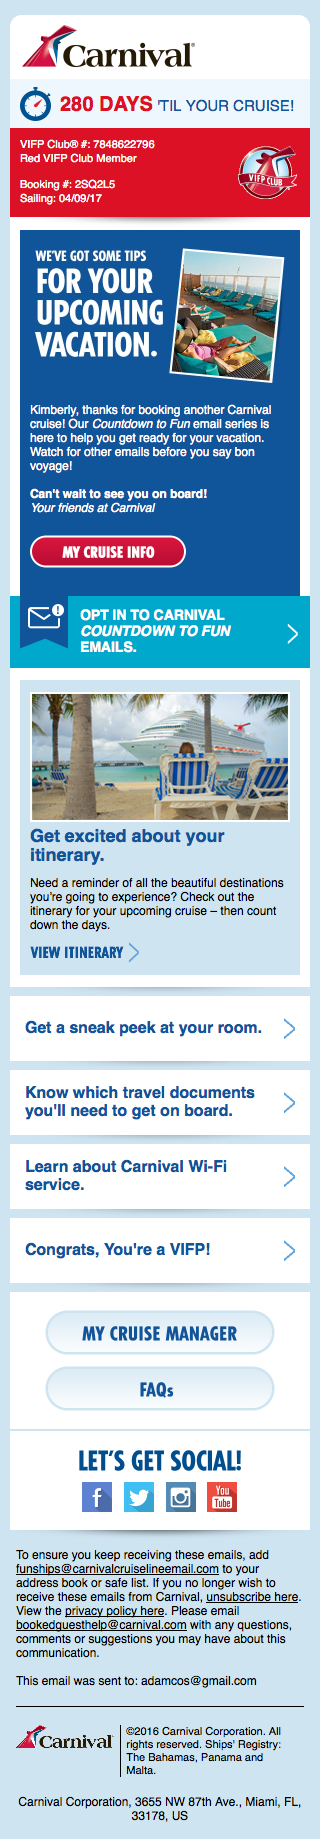 Carnival®
280 DAYS 'TIL YOUR CRUISE!
VIFP Club® #: 7848622796
Red VIFP Club Member
Booking #: 2SQ2L5
Sailing: 04/09/17
VIFP CLUB
WE'VE GOT SOME TIPS
FOR YOUR
UPCOMING
VACATION.
Kimberly, thanks for booking another Carnival
cruise! Our Countdown to Fun email series is
here to help you get ready for your vacation.
Watch for other emails before you say bon
voyage!
Can't wait to see you on board!
Your friends at Carnival
MY CRUISE INFO
OPT IN TO CARNIVAL
COUNTDOWN TO FUN
EMAILS.
Get excited about your
itinerary.
Need a reminder of all the beautiful destinations
you're going to experience? Check out the
itinerary for your upcoming cruise – then count
down the days.
VIEW ITINERARY
Get a sneak peek at your room.
Know which travel documents
you'll need to get on board.
Learn about Carnival Wi-Fi
service.
Congrats, You're a VIFP!
MY CRUISE MANAGER
FAQs
LET'S GET SOCIAL!
You
Tube
To ensure you keep receiving these emails, add
funships@carnivalcruiselineemail.com to your
address book or safe list. If you no longer wish to
receive these emails from Carnival, unsubscribe here.
View the privacy policy here. Please email
bookedguesthelp@carnival.com with any questions,
comments or suggestions you may have about this
communication.
This email was sent to: adamcos@gmail.com
Carnival
©2016 Carnival Corporation. All
rights reserved. Ships' Registry:
The Bahamas, Panama and
Malta.
Carnival Corporation, 3655 NW 87th Ave., Miami, FL,
33178, US